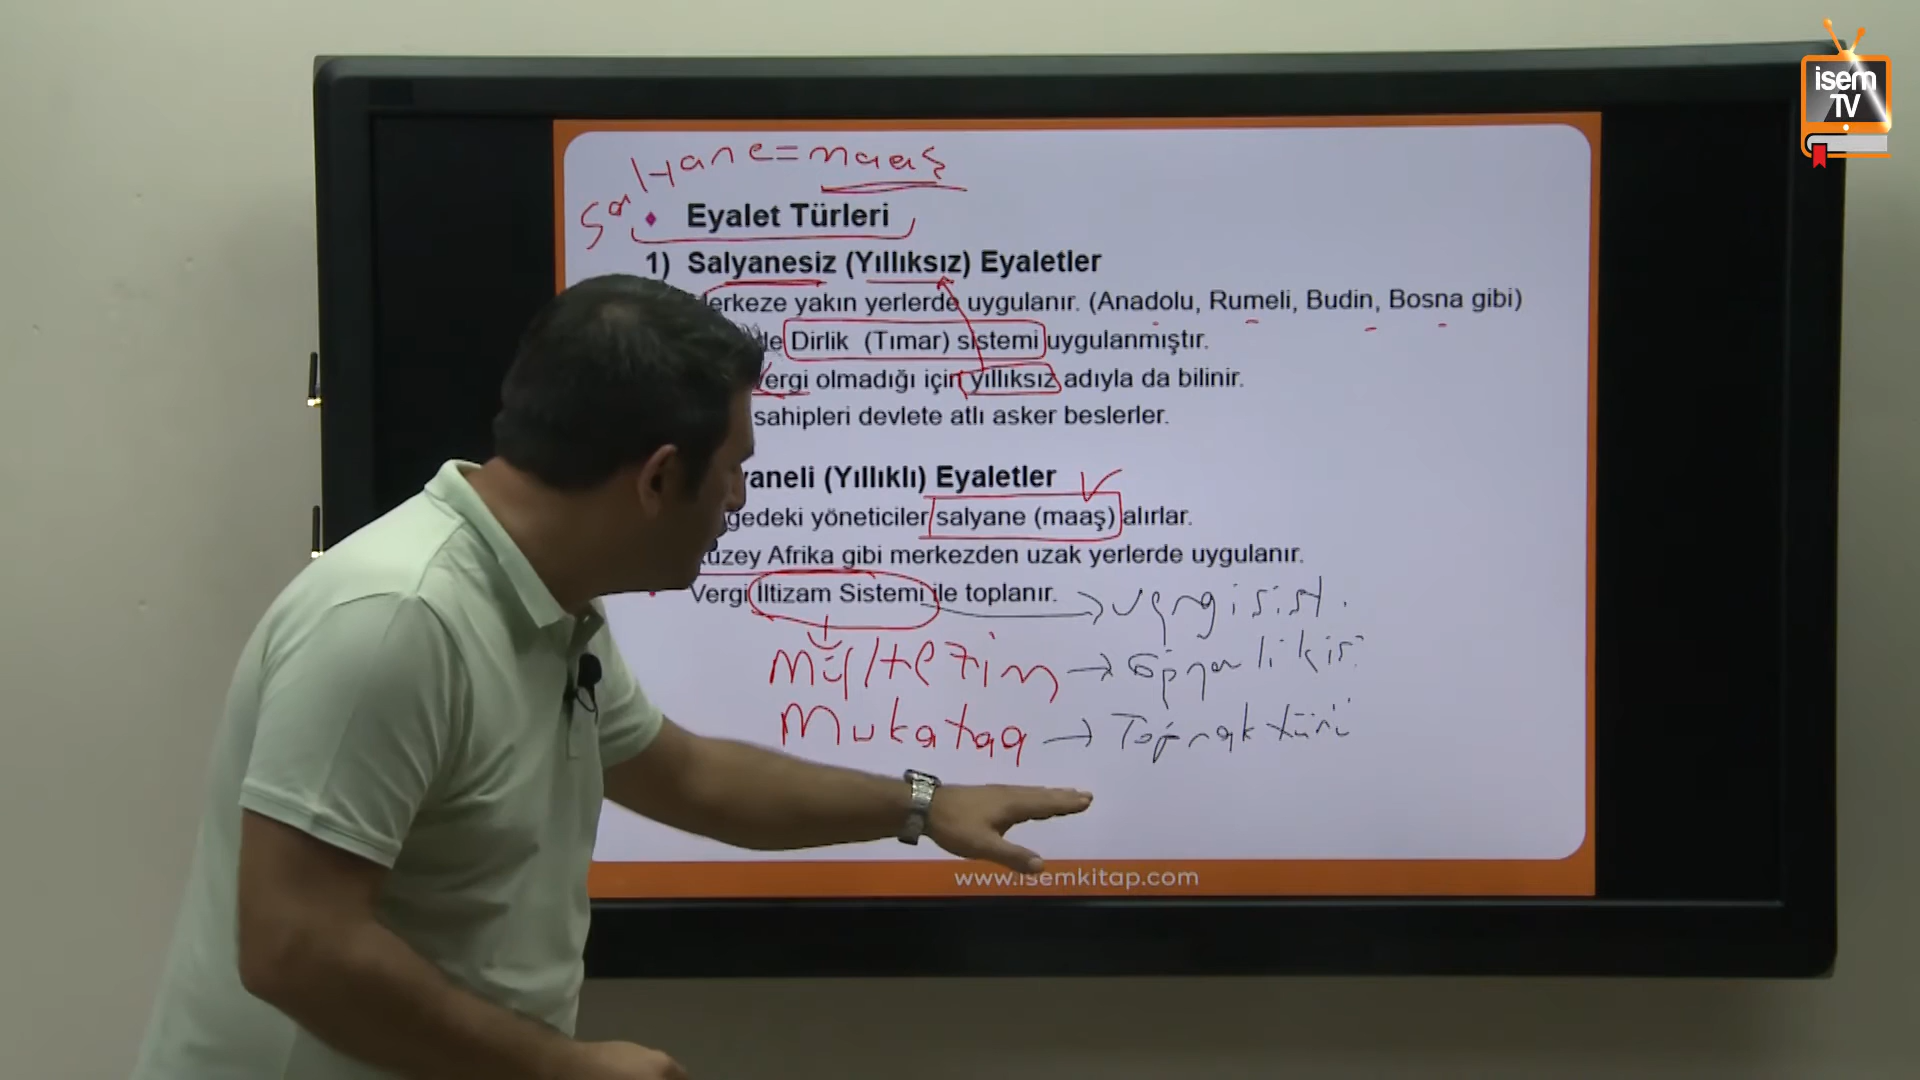 isem
TV
Salyane = maaş
Eyalet Türleri
1) Salyanesiz (Yıllıksız) Eyaletler
erkeze yakın yerlerde uygulanır. (Anadolu, Rumeli, Budin, Bosna gibi)
de Dirlik (Tımar) sistemi uygulanmıştır.
vergi olmadığı için yıllıksız adıyla da bilinir.
sahipleri devlete atlı asker beslerler.
yaneli (Yıllıklı) Eyaletler
gedeki yöneticiler salyane (maaş) alırlar.
uzey Afrika gibi merkezden uzak yerlerde uygulanır.
Vergi İltizam Sistemi ile toplanır. → vergi sist.
Mültezim →
Mukataa → Toprak türü
www.isemkitap.com